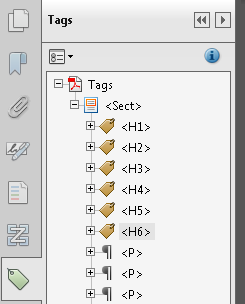 Tags
Tags
<Sect>
<H1>
<H2>
<H3>
<H4>
<H5>
<H6>
<P>
<P>
<P>